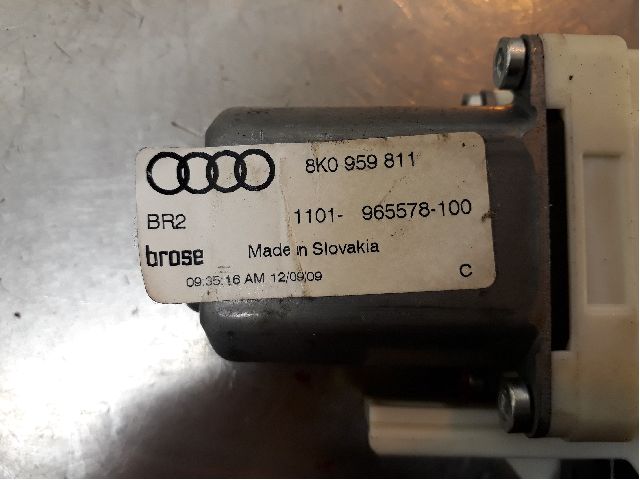 8K0 959 811
BR2 1101- 965578-100
brose Made in Slovakia
09:35:16 AM 12/09/09 C